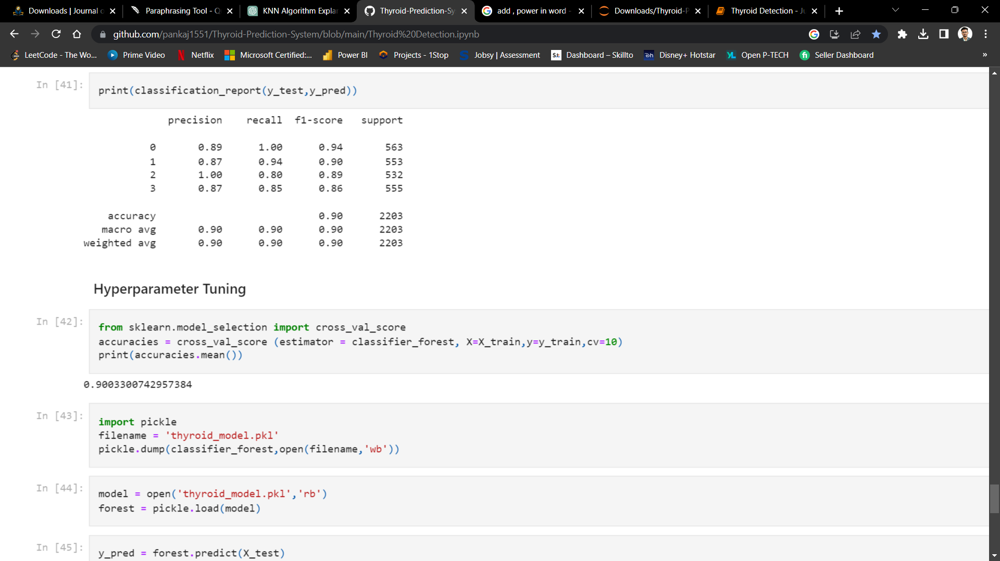 Downloads | Journal o
Paraphrasing Tool - Q
KNN Algorithm Explar
Thyroid-Prediction-Sy
add , power in word -
Downloads/Thyroid-P
Thyroid Detection - Ju
github.com/pankaj1551/Thyroid-Prediction-System/blob/main/Thyroid%20Detection.ipynb
LeetCode - The Wo...
Prime Video
Netflix
Microsoft Certified:...
Power BI
Projects - 1Stop
Jobsy | Assessment
S.t:
Dashboard – Skillto
Disney+ Hotstar
YL
Open P-TECH
fi
Seller Dashboard
»
In [41]:
print(classification_report(y_test,y_pred))
precision recall f1-score support
0 0.89 1.00 0.94 563
1 0.87 0.94 0.90 553
2 1.00 0.80 0.89 532
3 0.87 0.85 0.86 555
accuracy 0.90 2203
macro avg 0.90 0.90 0.90 2203
weighted avg 0.90 0.90 0.90 2203
Hyperparameter Tuning
In [42]:
from sklearn.model_selection import cross_val_score
accuracies = cross_val_score (estimator = classifier_forest, X=X_train,y=y_train,cv=10)
print(accuracies.mean())
0.9003300742957384
In [43]:
import pickle
filename = 'thyroid_model.pkl'
pickle.dump(classifier_forest,open(filename,'wb'))
In [44]:
model = open('thyroid_model.pkl','rb')
forest = pickle.load(model)
In [45]:
y_pred = forest.predict(X_test)